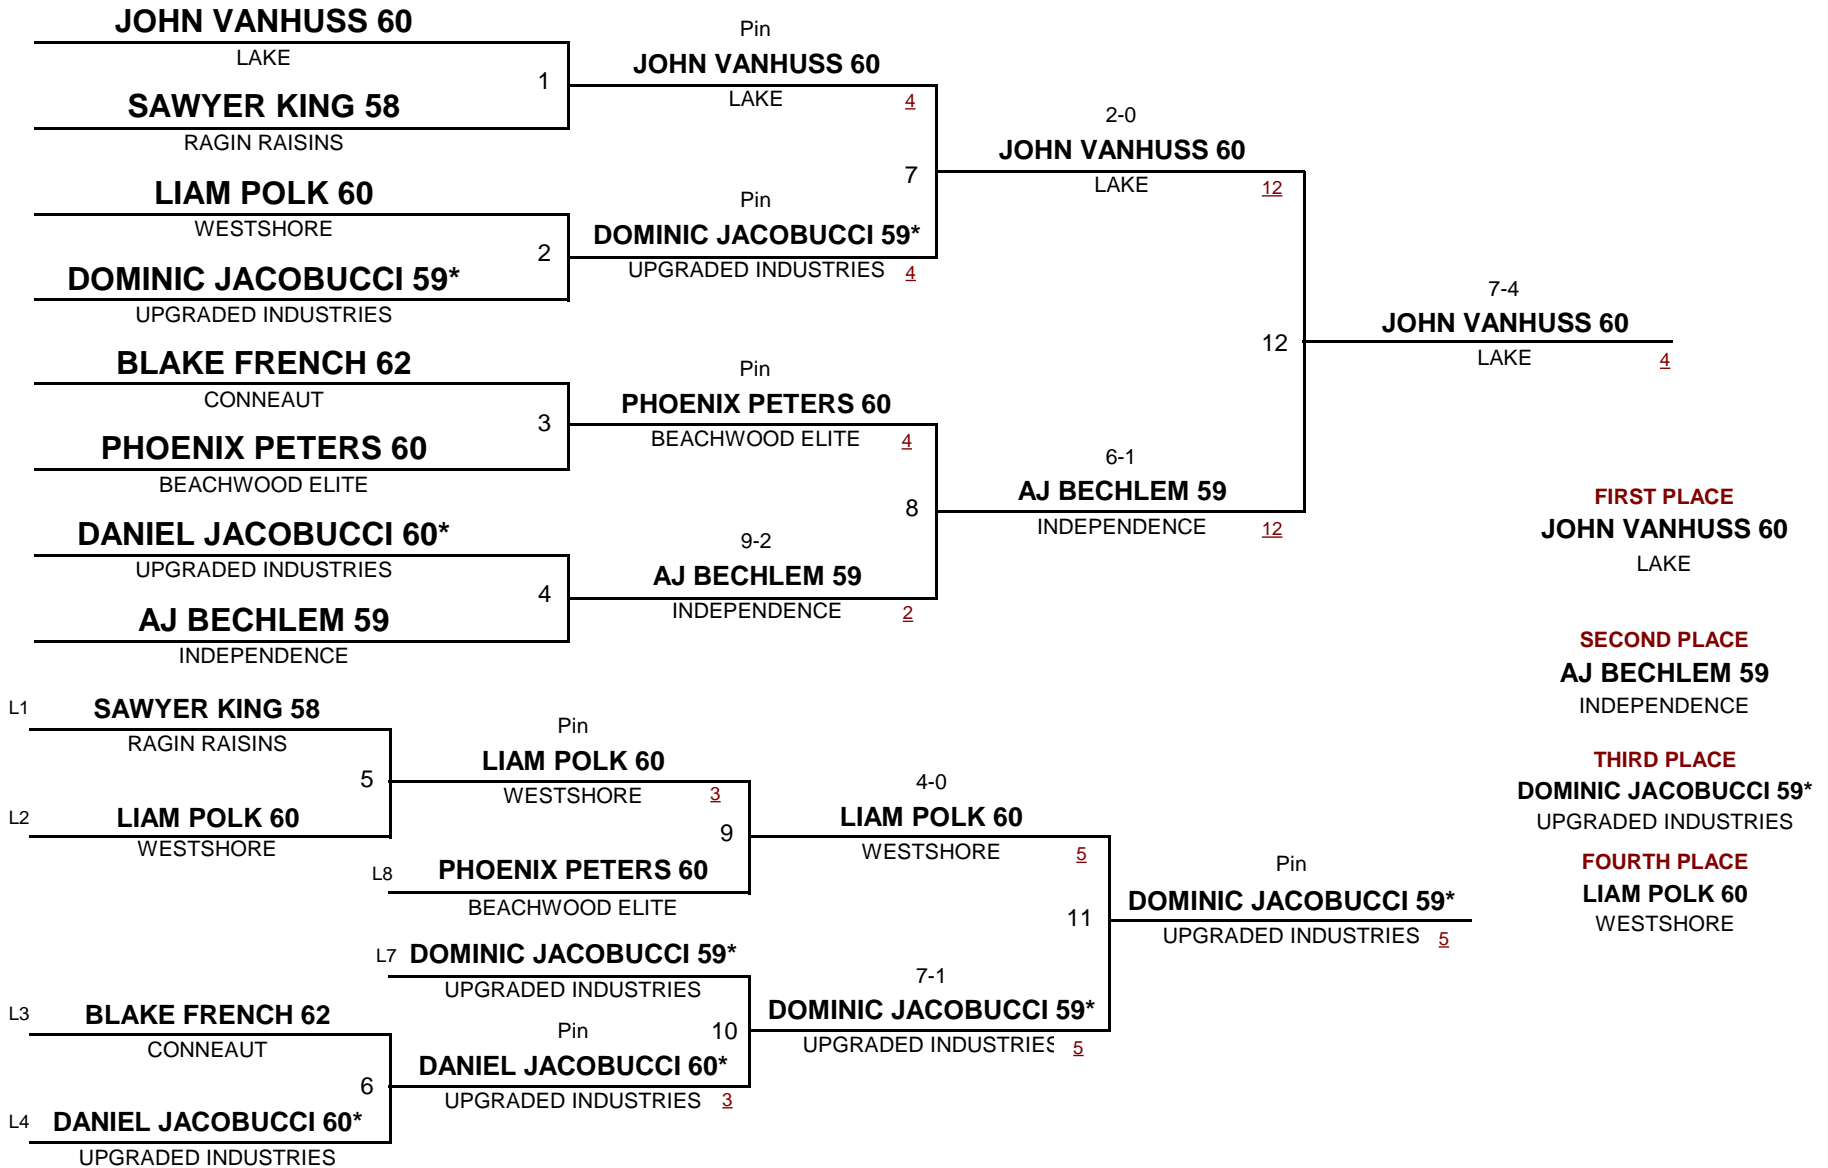 JOHN VANHUSS 60
LAKE
1
SAWYER KING 58
RAGIN RAISINS
LIAM POLK 60
WESTSHORE
2
DOMINIC JACOBUCCI 59*
UPGRADED INDUSTRIES
BLAKE FRENCH 62
CONNEAUT
3
PHOENIX PETERS 60
BEACHWOOD ELITE
DANIEL JACOBUCCI 60*
UPGRADED INDUSTRIES
4
AJ BECHLEM 59
INDEPENDENCE
Pin
JOHN VANHUSS 60
LAKE 4
7
Pin
DOMINIC JACOBUCCI 59*
UPGRADED INDUSTRIES 4
Pin
PHOENIX PETERS 60
BEACHWOOD ELITE 4
8
9-2
AJ BECHLEM 59
INDEPENDENCE 2
2-0
JOHN VANHUSS 60
LAKE 12
12
6-1
AJ BECHLEM 59
INDEPENDENCE 12
7-4
JOHN VANHUSS 60
LAKE 4
FIRST PLACE
JOHN VANHUSS 60
LAKE
SECOND PLACE
AJ BECHLEM 59
INDEPENDENCE
THIRD PLACE
DOMINIC JACOBUCCI 59*
UPGRADED INDUSTRIES
FOURTH PLACE
LIAM POLK 60
WESTSHORE
L1 SAWYER KING 58
RAGIN RAISINS
5
L2 LIAM POLK 60
WESTSHORE
L3 BLAKE FRENCH 62
CONNEAUT
6
L4 DANIEL JACOBUCCI 60*
UPGRADED INDUSTRIES
Pin
LIAM POLK 60
WESTSHORE 3
9
L8 PHOENIX PETERS 60
BEACHWOOD ELITE
L7 DOMINIC JACOBUCCI 59*
UPGRADED INDUSTRIES
Pin 10
DANIEL JACOBUCCI 60*
UPGRADED INDUSTRIES 3
4-0
LIAM POLK 60
WESTSHORE 5
11
7-1
DOMINIC JACOBUCCI 59*
UPGRADED INDUSTRIES 5
Pin
DOMINIC JACOBUCCI 59*
UPGRADED INDUSTRIES 5